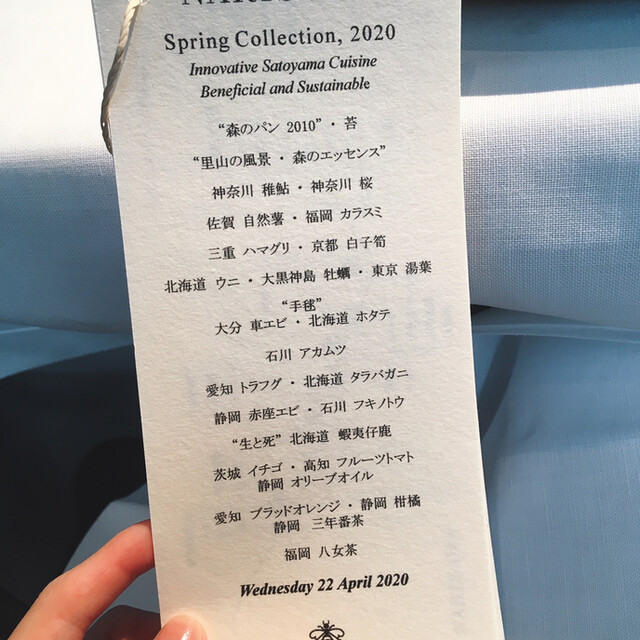 Spring Collection, 2020
Innovative Satoyama Cuisine
Beneficial and Sustainable
“森のパン 2010”・苔
“里山の風景・森のエッセンス”
神奈川 稚鮎・神奈川 桜
佐賀 自然薯・福岡 カラスミ
三重 ハマグリ・京都 白子筍
北海道 ウニ・大黒神島 牡蠣・東京 湯葉
“手毬”
大分 車エビ・北海道 ホタテ
石川 アカムツ
愛知 トラフグ・北海道 タラバガニ
静岡 赤座エビ・石川 フキノトウ
“生と死” 北海道 蝦夷仔鹿
茨城 イチゴ・高知 フルーツトマト
静岡 オリーブオイル
愛知 ブラッドオレンジ・静岡 柑橘
静岡 三年番茶
福岡 八女茶
Wednesday 22 April 2020